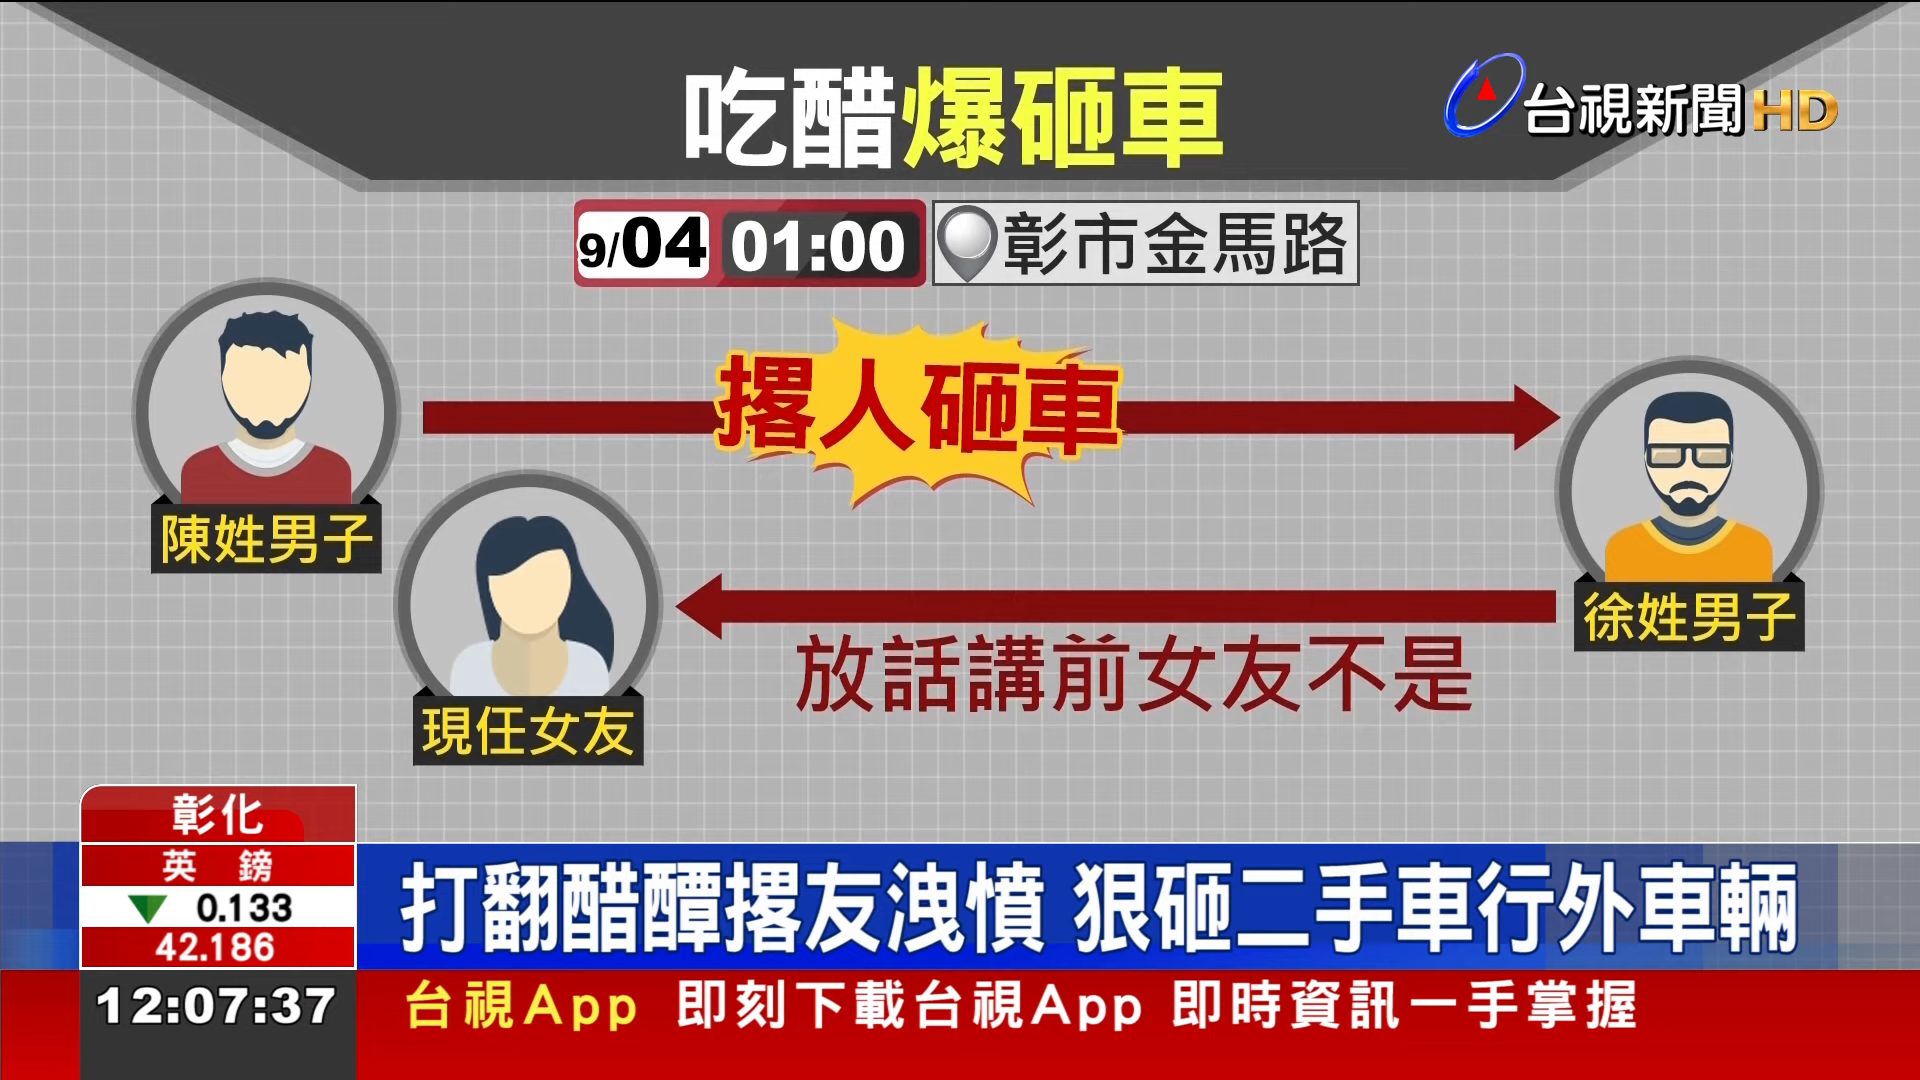 吃醋爆砸車
台視新聞HD
9/04 01:00 彰市金馬路
撂人砸車
陳姓男子
徐姓男子
放話講前女友不是
現任女友
彰化
英 鎊
0.133
42.186
打翻醋罈撂友洩憤 狠砸二手車行外車輛
12:07:37
台視App 即刻下載台視App 即時資訊一手掌握